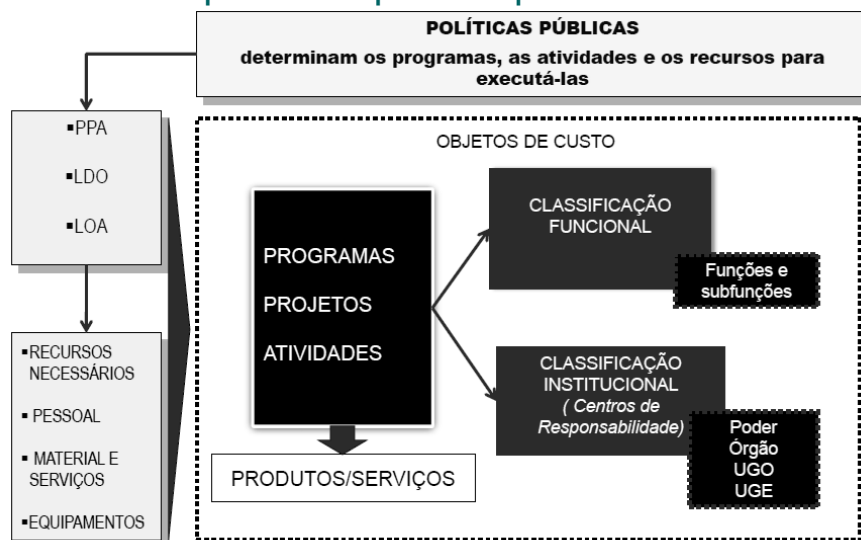 POLÍTICAS PÚBLICAS
determinam os programas, as atividades e os recursos para
executá-las
▪PPA
▪LDO
▪LOA
▪RECURSOS
NECESSÁRIOS
▪ PESSOAL
▪ MATERIAL E
SERVIÇOS
▪EQUIPAMENTOS
OBJETOS DE CUSTO
PROGRAMAS
PROJETOS
ATIVIDADES
PRODUTOS/SERVIÇOS
CLASSIFICAÇÃO
FUNCIONAL
Funções e
subfunções
CLASSIFICAÇÃO
INSTITUCIONAL
( Centros de
Responsabilidade)
Poder
Órgão
UGO
UGE